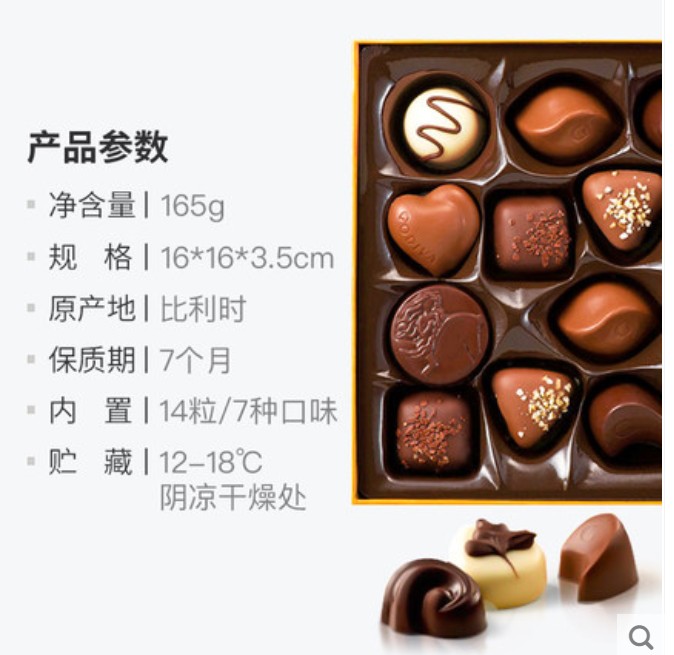 产品参数
净含量 | 165g
规 格 | 16*16*3.5cm
原产地 | 比利时
保质期 | 7个月
内 置 | 14粒/7种口味
贮 藏 | 12-18℃
阴凉干燥处
GODIVA